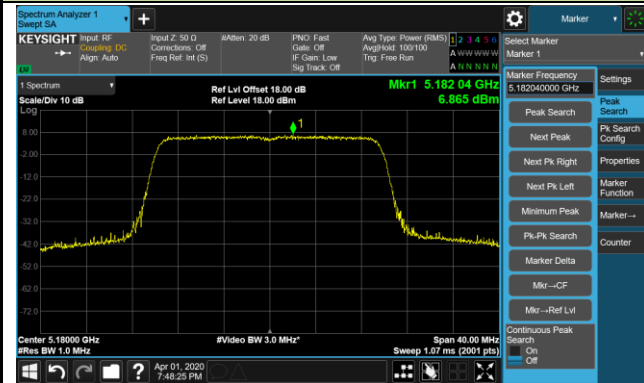 Spectrum Analyzer 1
Swept SA
Marker
KEYSIGHT
Input: RF
Coupling: DC
Align: Auto
Input Z: 50 Ω
Corrections: Off
Freq Ref: Int (S)
#Atten: 20 dB
PNO: Fast
Gate: Off
IF Gain: Low
Sig Track: Off
Avg Type: Power (RMS)
Avg|Hold: 100/100
Trig: Free Run
1 2 3 4 5 6
A W W W W W
A N N N N N
Select Marker
Marker 1
1 Spectrum
Scale/Div 10 dB
Log
Ref Lvl Offset 18.00 dB
Ref Level 18.00 dBm
Mkr1 5.182 04 GHz
6.865 dBm
1
8.00
-2.00
-12.0
-22.0
-32.0
-42.0
-52.0
-62.0
-72.0
Center 5.18000 GHz
#Res BW 1.0 MHz
#Video BW 3.0 MHz*
Span 40.00 MHz
Sweep 1.07 ms (2001 pts)
Marker Frequency
5.182040000 GHz
Peak Search
Next Peak
Next Pk Right
Next Pk Left
Minimum Peak
Pk-Pk Search
Marker Delta
Mkr→CF
Mkr→Ref Lvl
Continuous Peak
Search
On
Off
Settings
Peak
Search
Pk Search
Config
Properties
Marker
Function
Marker→
Counter
?
Apr 01, 2020
7:48:25 PM